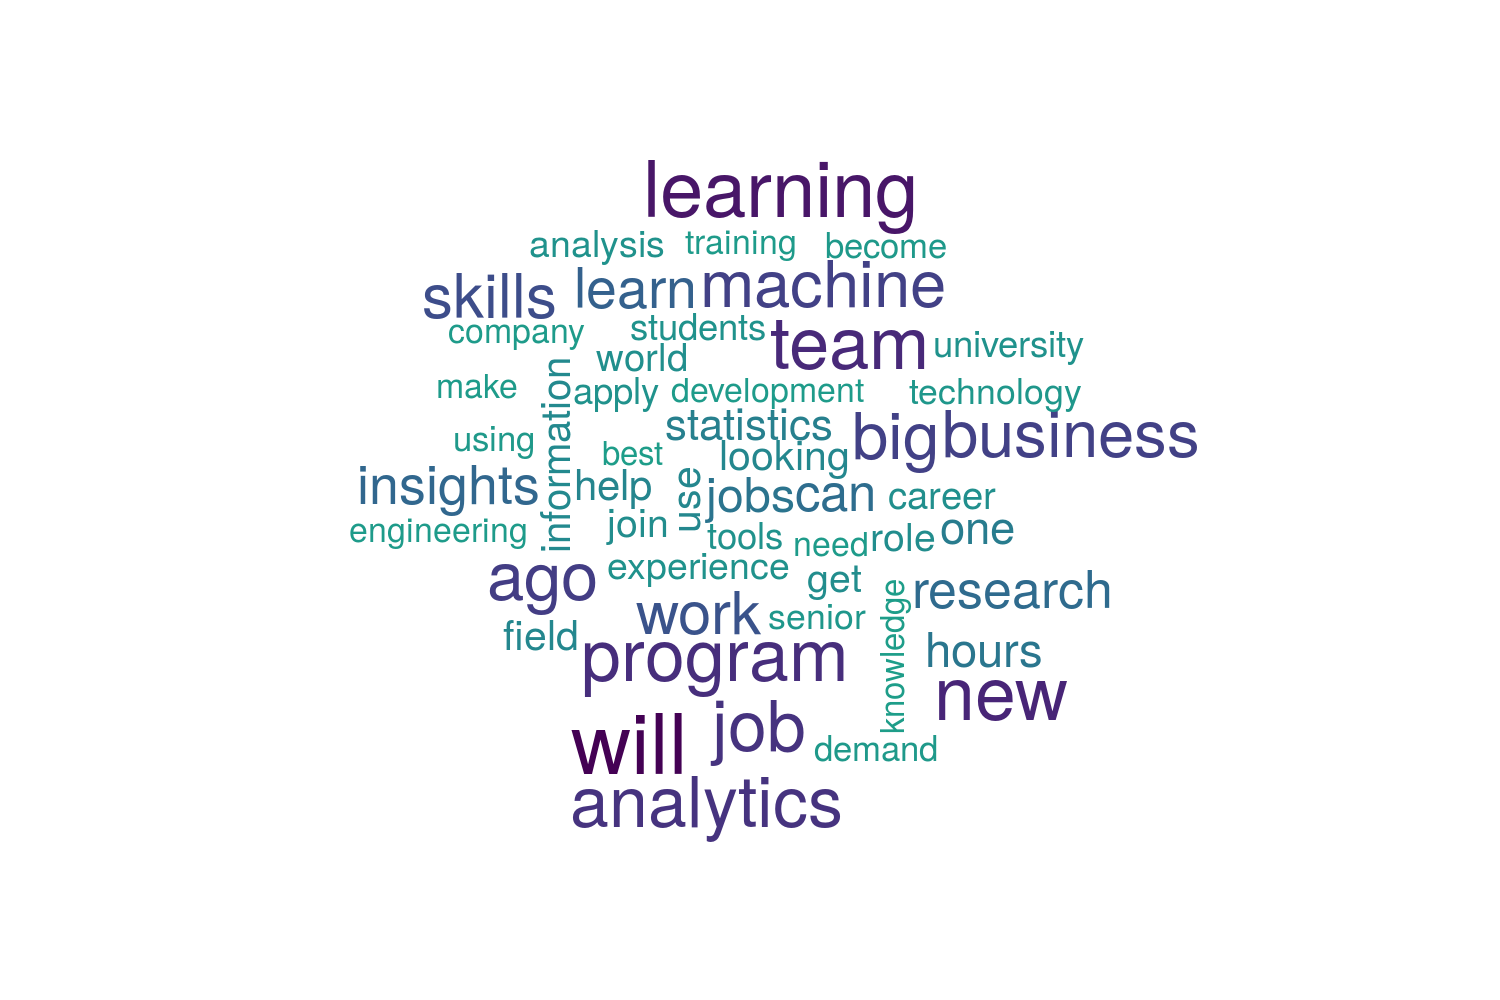 learning
analysis training become
skills learn machine
company students team university
world
make information apply development technology
using best statistics big business
looking
insights help use jobs can career
engineering join tools need role one
ago experience get research
work senior knowledge
field program hours
new
will job demand
analytics